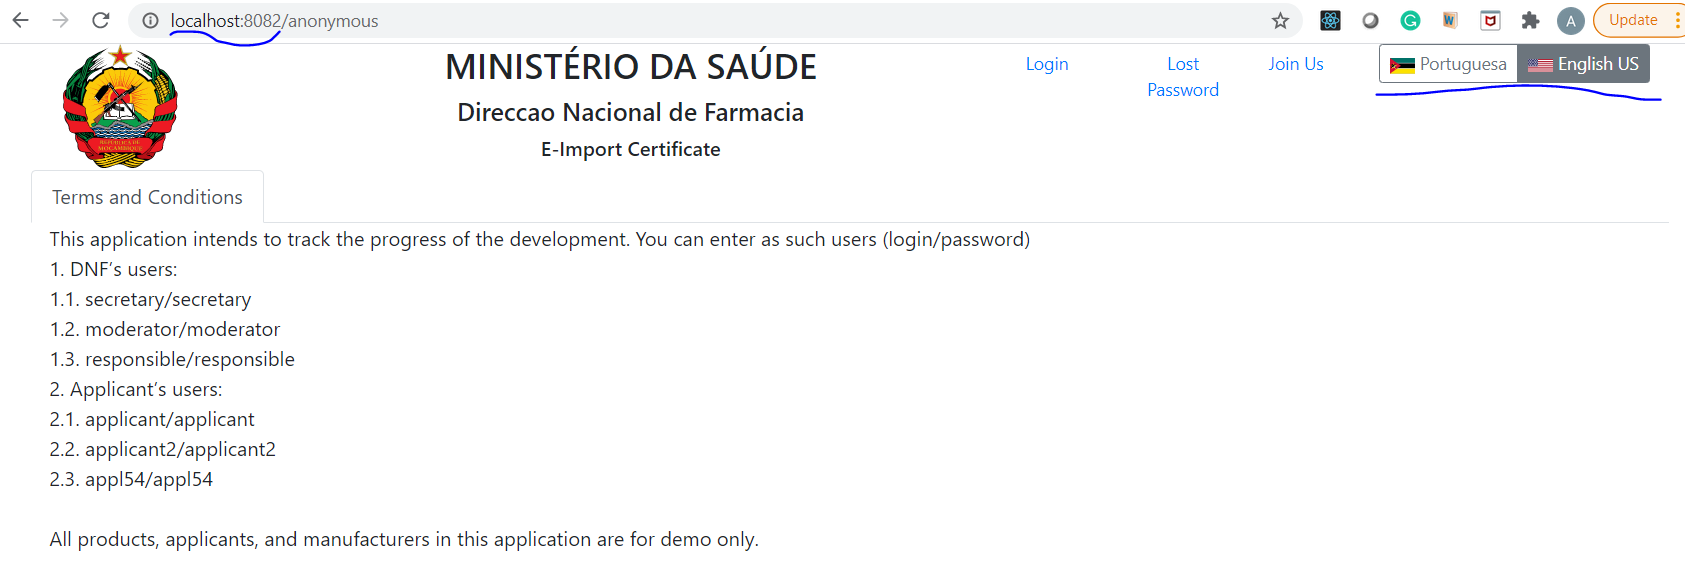 localhost:8082/anonymous
A
Update
MINISTÉRIO DA SAÚDE
Direccao Nacional de Farmacia
E-Import Certificate
Login
Lost Password
Join Us
Portuguesa
English US
REPÚBLICA DE
MOÇAMBIQUE
Terms and Conditions
This application intends to track the progress of the development. You can enter as such users (login/password)
1. DNF's users:
1.1. secretary/secretary
1.2. moderator/moderator
1.3. responsible/responsible
2. Applicant's users:
2.1. applicant/applicant
2.2. applicant2/applicant2
2.3. appl54/appl54
All products, applicants, and manufacturers in this application are for demo only.